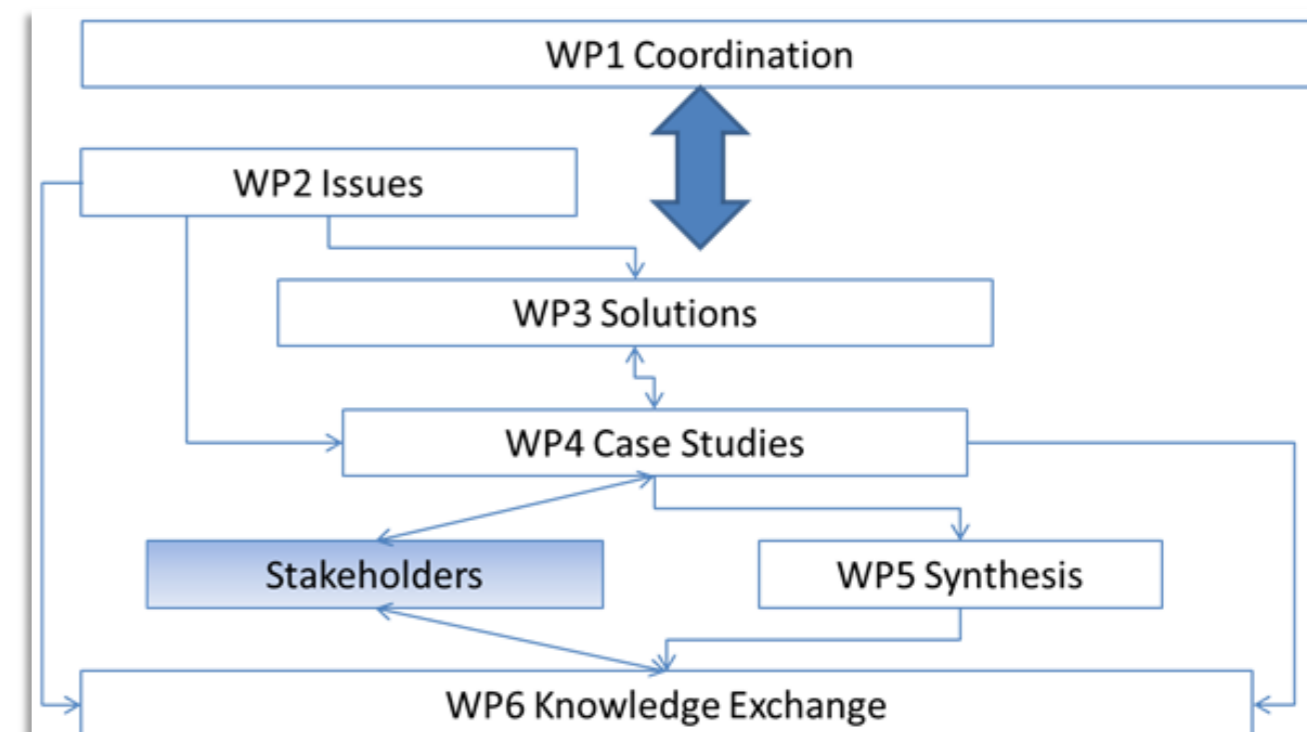 WP1 Coordination
WP2 Issues
WP3 Solutions
WP4 Case Studies
Stakeholders
WP5 Synthesis
WP6 Knowledge Exchange